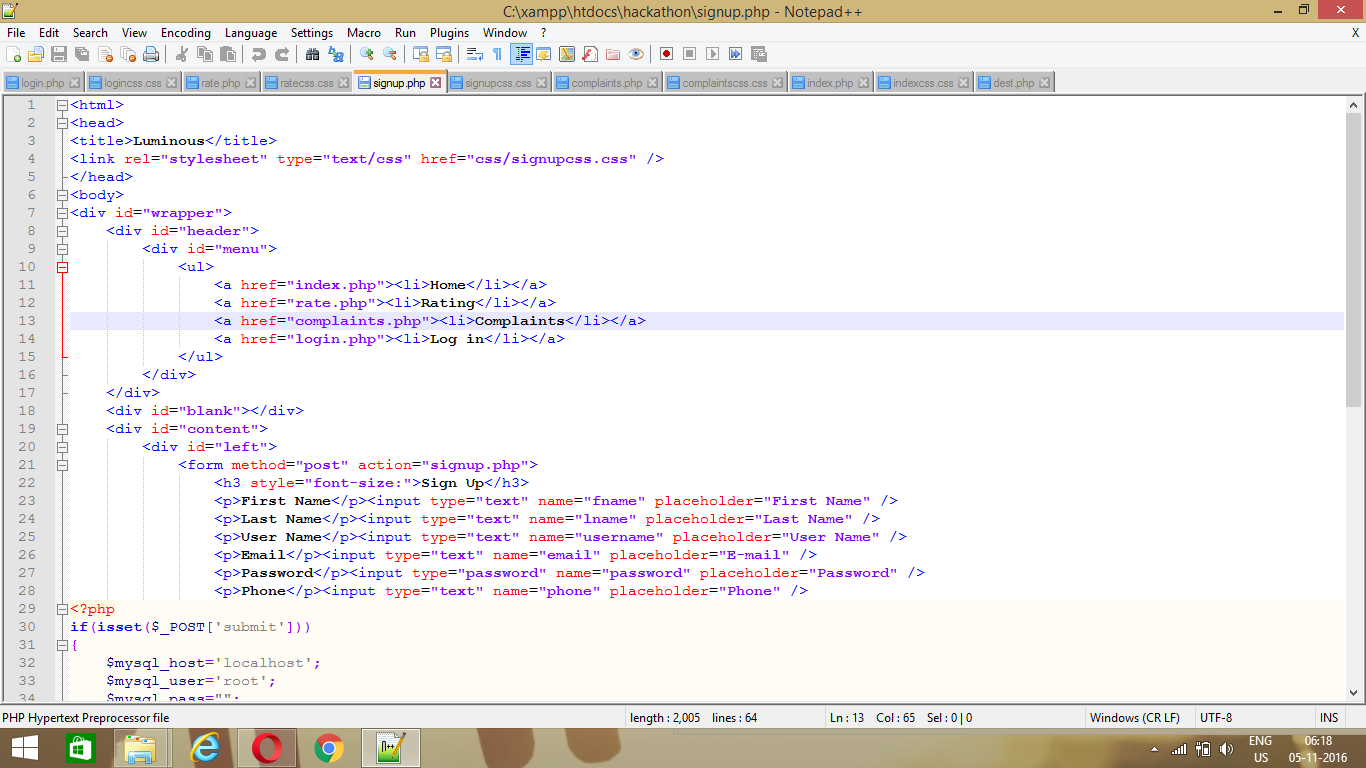 C:\xampp\htdocs\hackathon\signup.php - Notepad++
File Edit Search View Encoding Language Settings Macro Run Plugins Window ? X
login.php logincss.css rate.php ratecss.css signup.php signupcss.css complaints.php complaintscss.css index.php indexcss.css dest.php
1 <html>
2 <head>
3 <title>Luminous</title>
4 <link rel="stylesheet" type="text/css" href="css/signupcss.css" />
5 </head>
6 <body>
7 <div id="wrapper">
8 <div id="header">
9 <div id="menu">
10 <ul>
11 <a href="index.php"><li>Home</li></a>
12 <a href="rate.php"><li>Rating</li></a>
13 <a href="complaints.php"><li>Complaints</li></a>
14 <a href="login.php"><li>Log in</li></a>
15 </ul>
16 </div>
17 </div>
18 <div id="blank"></div>
19 <div id="content">
20 <div id="left">
21 <form method="post" action="signup.php">
22 <h3 style="font-size:">Sign Up</h3>
23 <p>First Name</p><input type="text" name="fname" placeholder="First Name" />
24 <p>Last Name</p><input type="text" name="lname" placeholder="Last Name" />
25 <p>User Name</p><input type="text" name="username" placeholder="User Name" />
26 <p>Email</p><input type="text" name="email" placeholder="E-mail" />
27 <p>Password</p><input type="password" name="password" placeholder="Password" />
28 <p>Phone</p><input type="text" name="phone" placeholder="Phone" />
29 <?php
30 if(isset($_POST['submit']))
31 {
32 $mysql_host='localhost';
33 $mysql_user='root';
34 $mysql_pass="";
PHP Hypertext Preprocessor file length : 2,005 lines : 64 Ln : 13 Col : 65 Sel : 0 | 0 Windows (CR LF) UTF-8 INS
ENG 06:18
US 05-11-2016